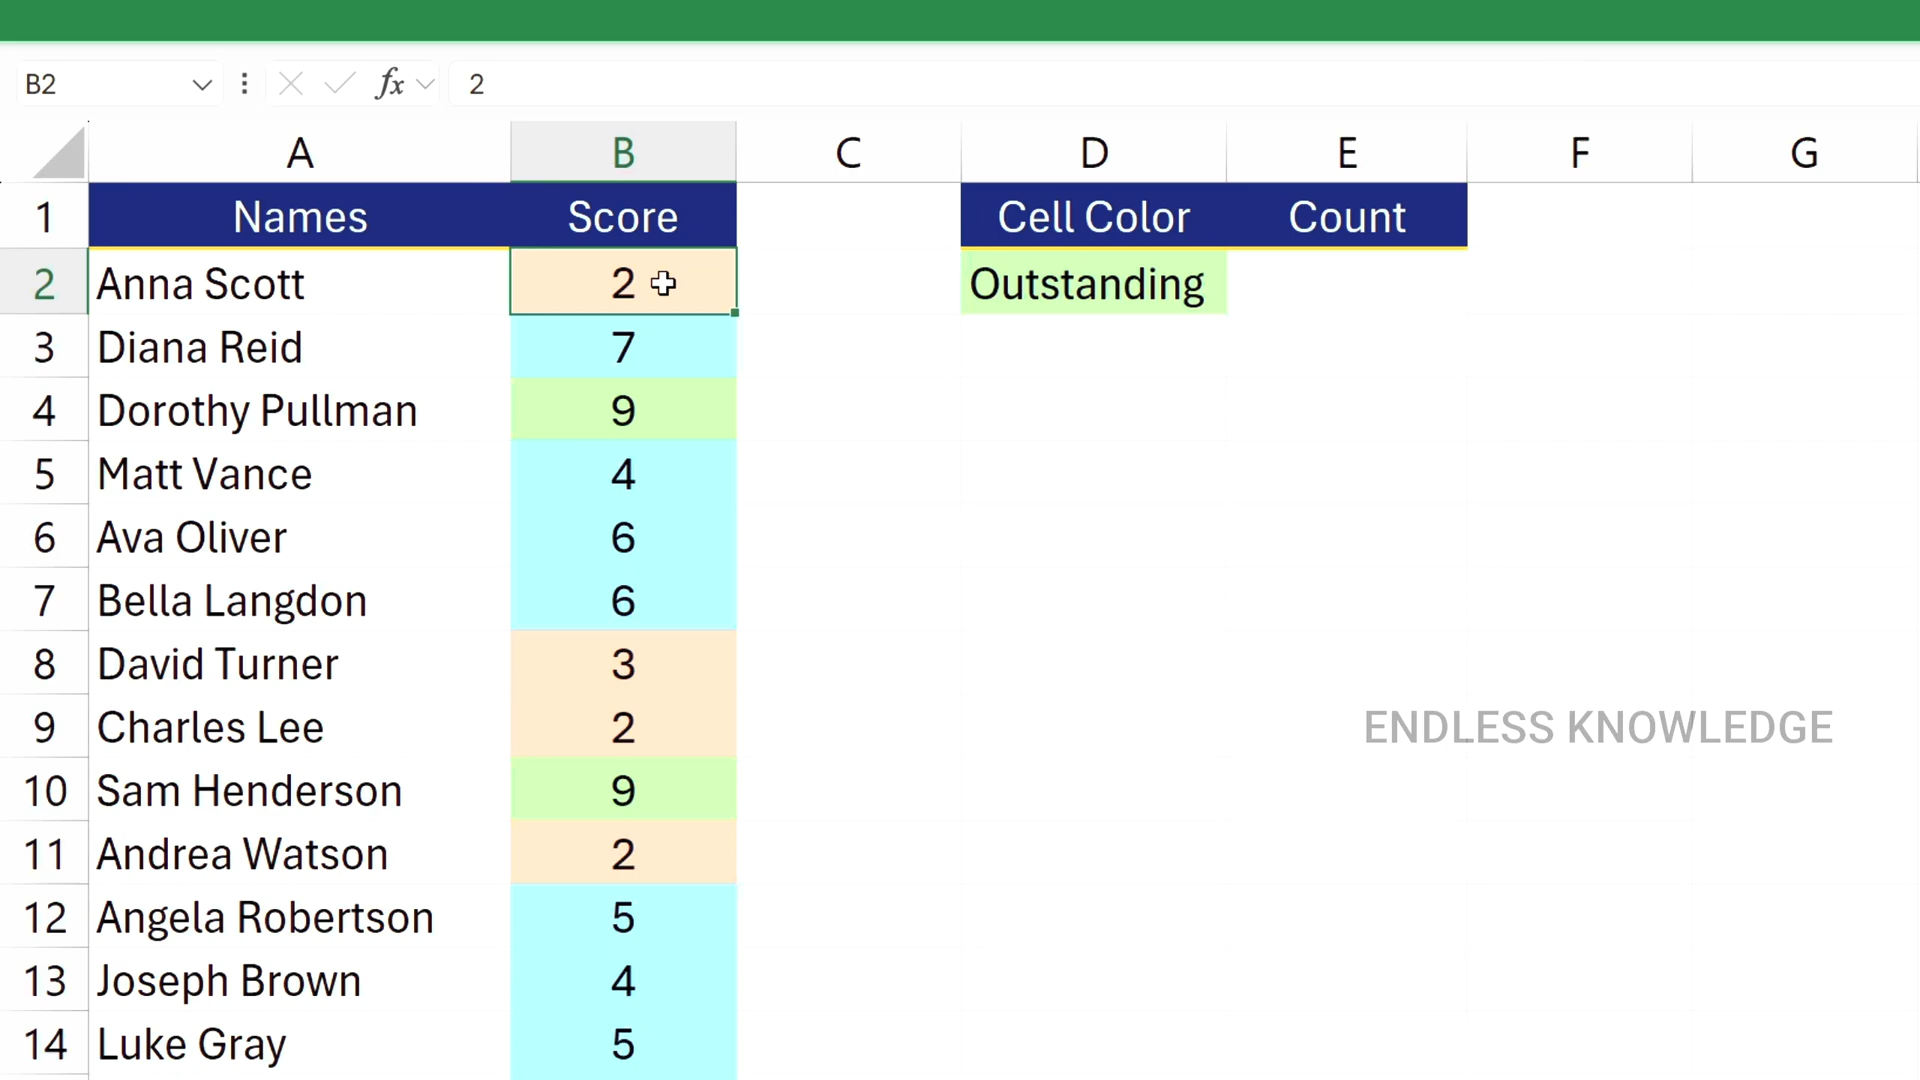 B2 fx 2
A B C D E F G
1 Names Score Cell Color Count
2 Anna Scott 2 Outstanding
3 Diana Reid 7
4 Dorothy Pullman 9
5 Matt Vance 4
6 Ava Oliver 6
7 Bella Langdon 6
8 David Turner 3
9 Charles Lee 2 ENDLESS KNOWLEDGE
10 Sam Henderson 9
11 Andrea Watson 2
12 Angela Robertson 5
13 Joseph Brown 4
14 Luke Gray 5